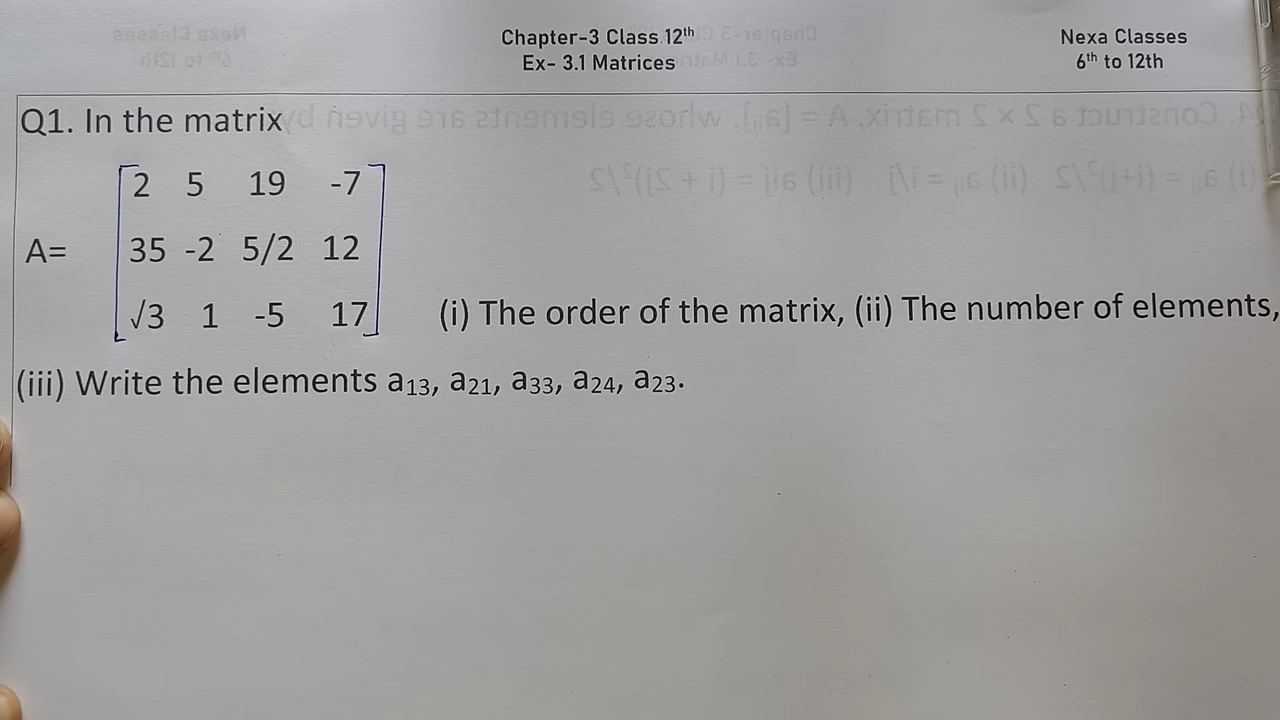 Chapter-3 Class 12th
Ex- 3.1 Matrices
Nexa Classes
6th to 12th
Q1. In the matrix
2 5 19 -7
A= 35 -2 5/2 12
√3 1 -5 17 (i) The order of the matrix, (ii) The number of elements,
(iii) Write the elements a13, a21, a33, a24, a23.